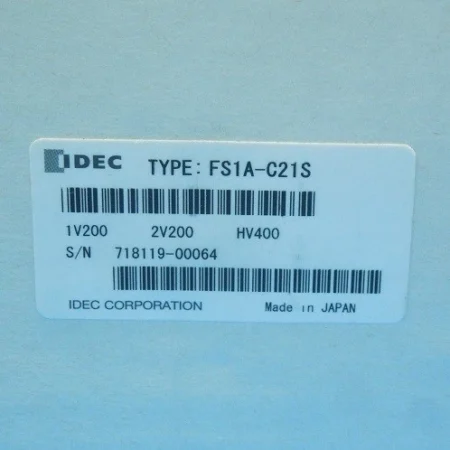 IDEC TYPE: FS1A-C21S
1V200 2V200 HV400
S/N 718119-00064
IDEC CORPORATION Made in JAPAN